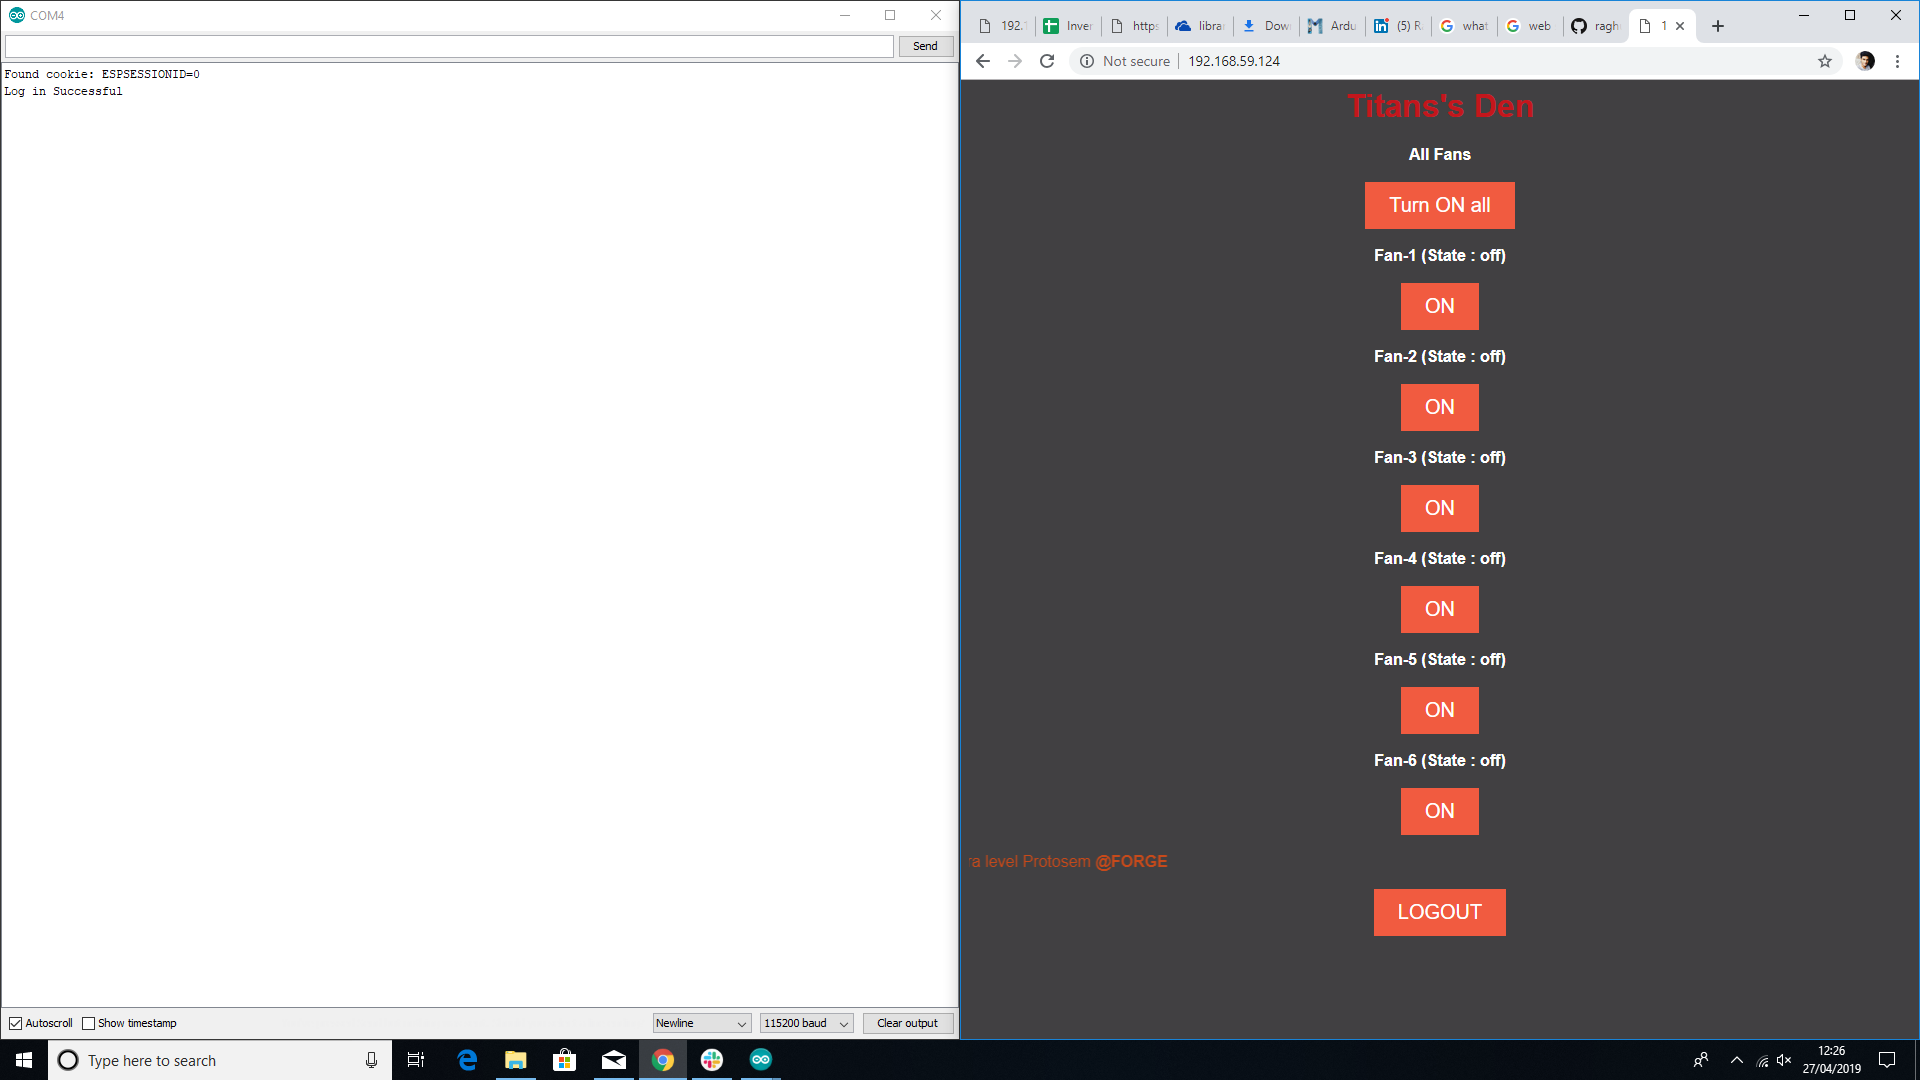 COM4
Send
Found cookie: ESPSESSIONID=0
Log in Successful
Autoscroll
Show timestamp
Newline
115200 baud
Clear output
192.1
Inver
https
librar
Dow
Ardu
(5) R
what
web
ragh
1
Not secure
192.168.59.124
Titans's Den
All Fans
Turn ON all
Fan-1 (State : off)
ON
Fan-2 (State : off)
ON
Fan-3 (State : off)
ON
Fan-4 (State : off)
ON
Fan-5 (State : off)
ON
Fan-6 (State : off)
ON
ra level Protosem @FORGE
LOGOUT
Type here to search
12:26
27/04/2019